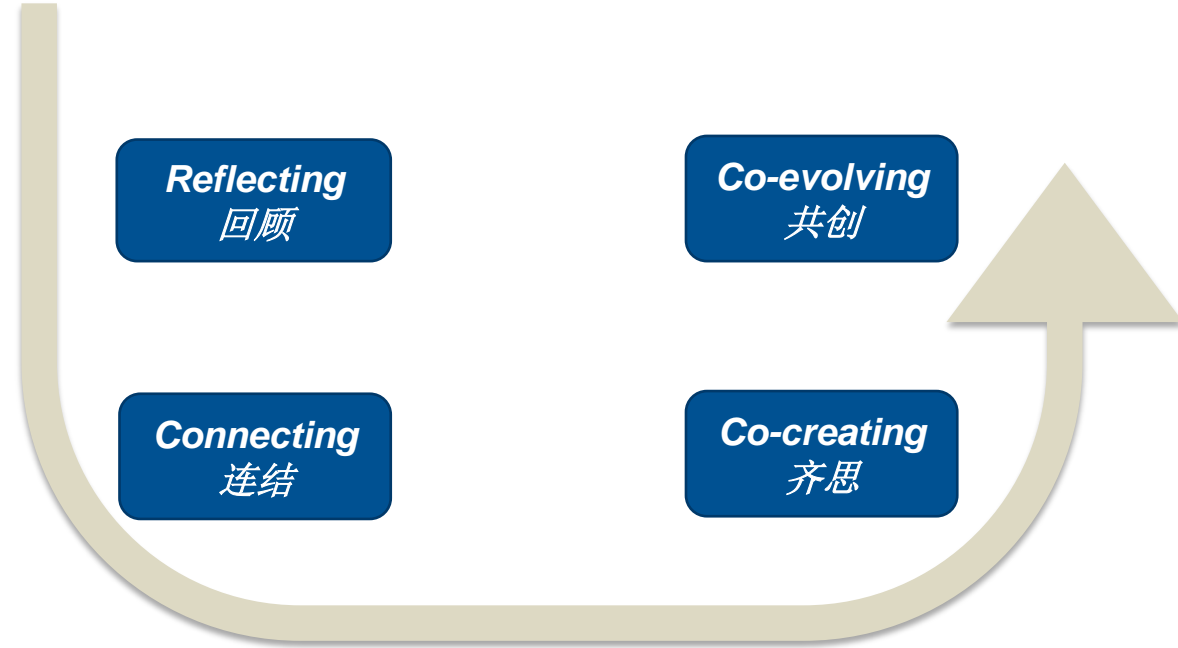 Reflecting
回顾
Co-evolving
共创
Connecting
连结
Co-creating
齐思